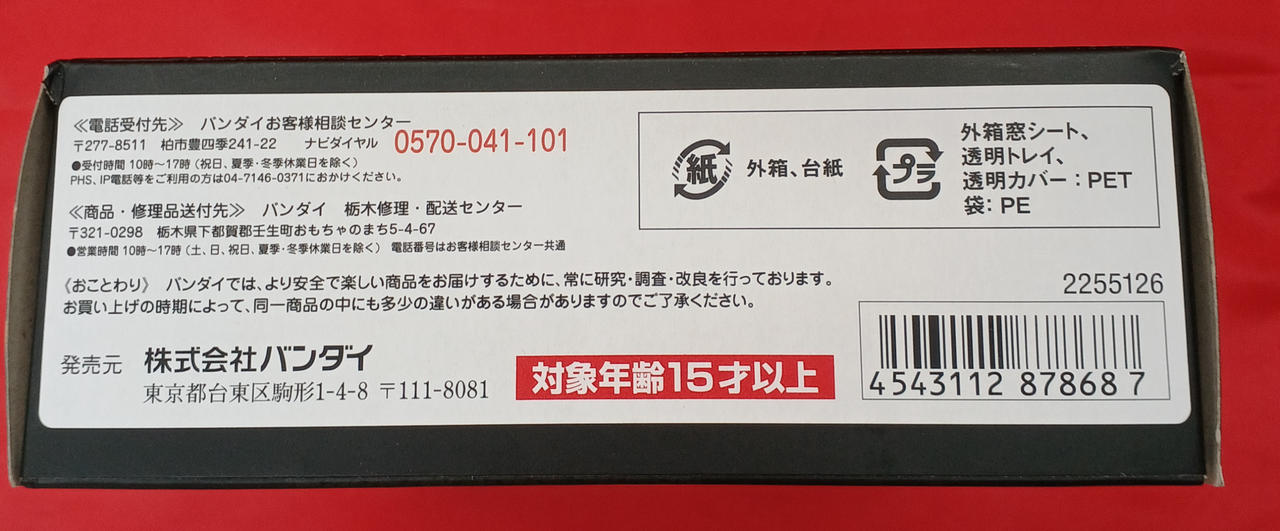 ≪電話受付先≫ バンダイお客様相談センター
〒277-8511 柏市豊四季241-22 ナビダイヤル 0570-041-101
●受付時間 10時～17時 (祝日、夏季・冬季休業日を除く)
PHS、IP電話等をご利用の方は04-7146-0371におかけください。
≪商品・修理品送付先≫ バンダイ 栃木修理・配送センター
〒321-0298 栃木県下都賀郡壬生町おもちゃのまち5-4-67
●営業時間 10時～17時 (土、日、祝日、夏季・冬季休業日を除く) 電話番号はお客様相談センター共通
《おことわり》 バンダイでは、より安全で楽しい商品をお届けするために、常に研究・調査・改良を行っております。
お買い上げの時期によって、同一商品の中にも多少の違いがある場合がありますのでご了承ください。
発売元 株式会社バンダイ
東京都台東区駒形1-4-8 〒111-8081
対象年齢15才以上
紙 外箱、台紙
プラ
外箱窓シート、
透明トレイ、
透明カバー：PET
袋：PE
2255126
4543112 878687